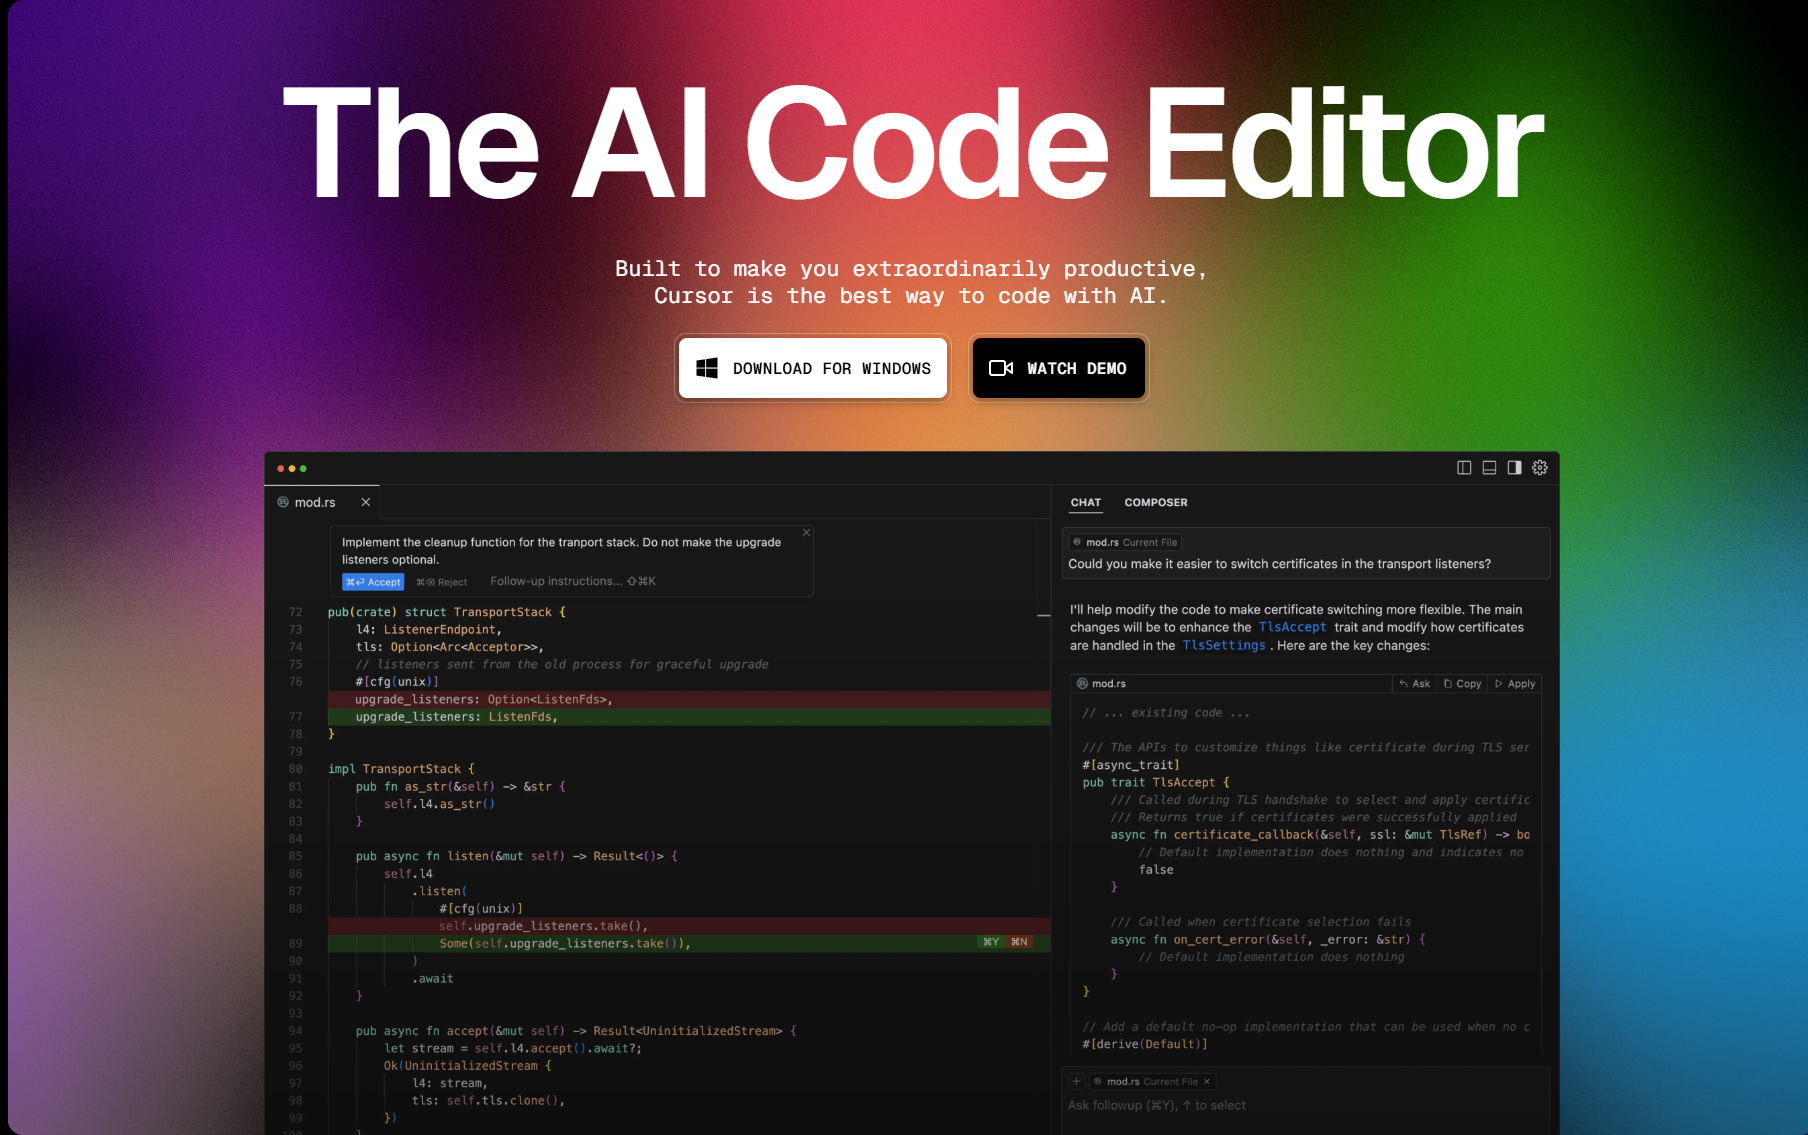 The AI Code Editor
Built to make you extraordinarily productive,
Cursor is the best way to code with AI.
DOWNLOAD FOR WINDOWS
WATCH DEMO
mod.rs
Implement the cleanup function for the tranport stack. Do not make the upgrade
listeners optional.
⌘⏎ Accept ⌘⌫ Reject Follow-up instructions... ⇧⌘K
72 pub(crate) struct TransportStack {
73 l4: ListenerEndpoint,
74 tls: Option<Arc<Acceptor>>,
75 // listeners sent from the old process for graceful upgrade
76 #[cfg(unix)]
upgrade_listeners: Option<ListenFds>,
77 upgrade_listeners: ListenFds,
78 }
79
80 impl TransportStack {
81 pub fn as_str(&self) -> &str {
82 self.l4.as_str()
83 }
84
85 pub async fn listen(&mut self) -> Result<()> {
86 self.l4
87 .listen(
88 #[cfg(unix)]
self.upgrade_listeners.take(),
89 Some(self.upgrade_listeners.take()), ⌘Y ⌘N
90 )
91 .await
92 }
93
94 pub async fn accept(&mut self) -> Result<UninitializedStream> {
95 let stream = self.l4.accept().await?;
96 Ok(UninitializedStream {
97 l4: stream,
98 tls: self.tls.clone(),
99 })
}
CHAT COMPOSER
mod.rs Current File
Could you make it easier to switch certificates in the transport listeners?
I'll help modify the code to make certificate switching more flexible. The main
changes will be to enhance the TlsAccept trait and modify how certificates
are handled in the TlsSettings . Here are the key changes:
mod.rs Ask Copy Apply
// ... existing code ...
/// The APIs to customize things like certificate during TLS ser
#[async_trait]
pub trait TlsAccept {
/// Called during TLS handshake to select and apply certific
/// Returns true if certificates were successfully applied
async fn certificate_callback(&self, ssl: &mut TlsRef) -> bo
// Default implementation does nothing and indicates no
false
}
/// Called when certificate selection fails
async fn on_cert_error(&self, _error: &str) {
// Default implementation does nothing
}
}
// Add a default no-op implementation that can be used when no c
#[derive(Default)]
+ mod.rs Current File ×
Ask followup (⌘Y), ↑ to select